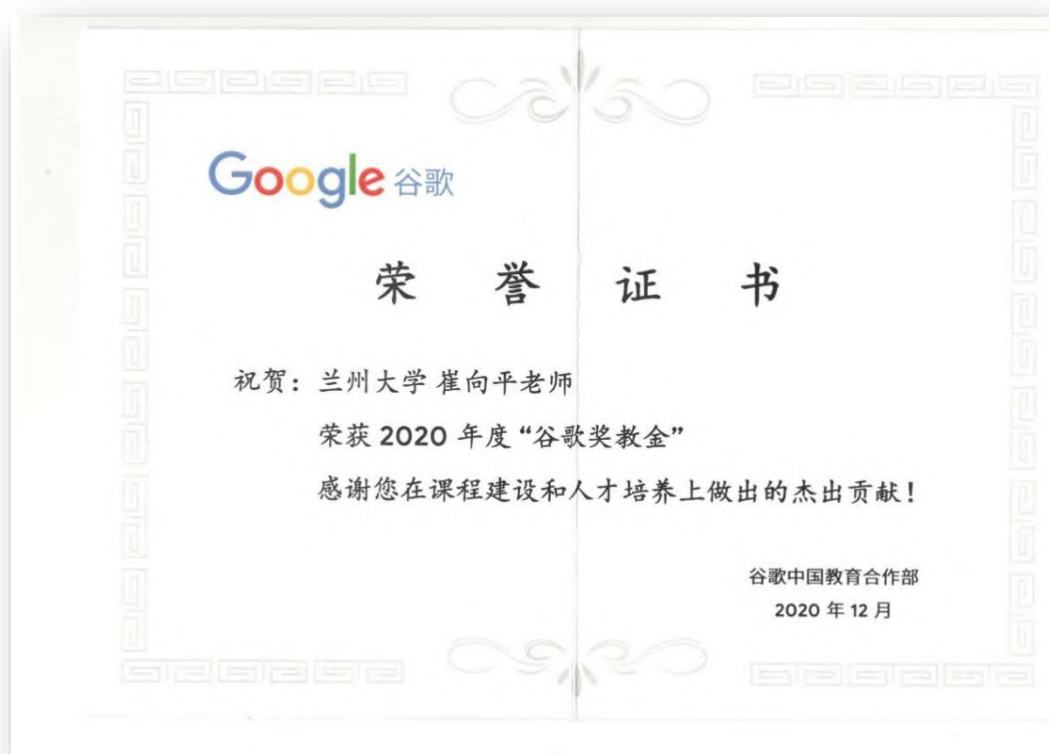 Google 谷歌
荣 誉 证 书
祝贺：兰州大学 崔向平老师
荣获 2020 年度“谷歌奖教金”
感谢您在课程建设和人才培养上做出的杰出贡献！
谷歌中国教育合作部
2020 年 12 月